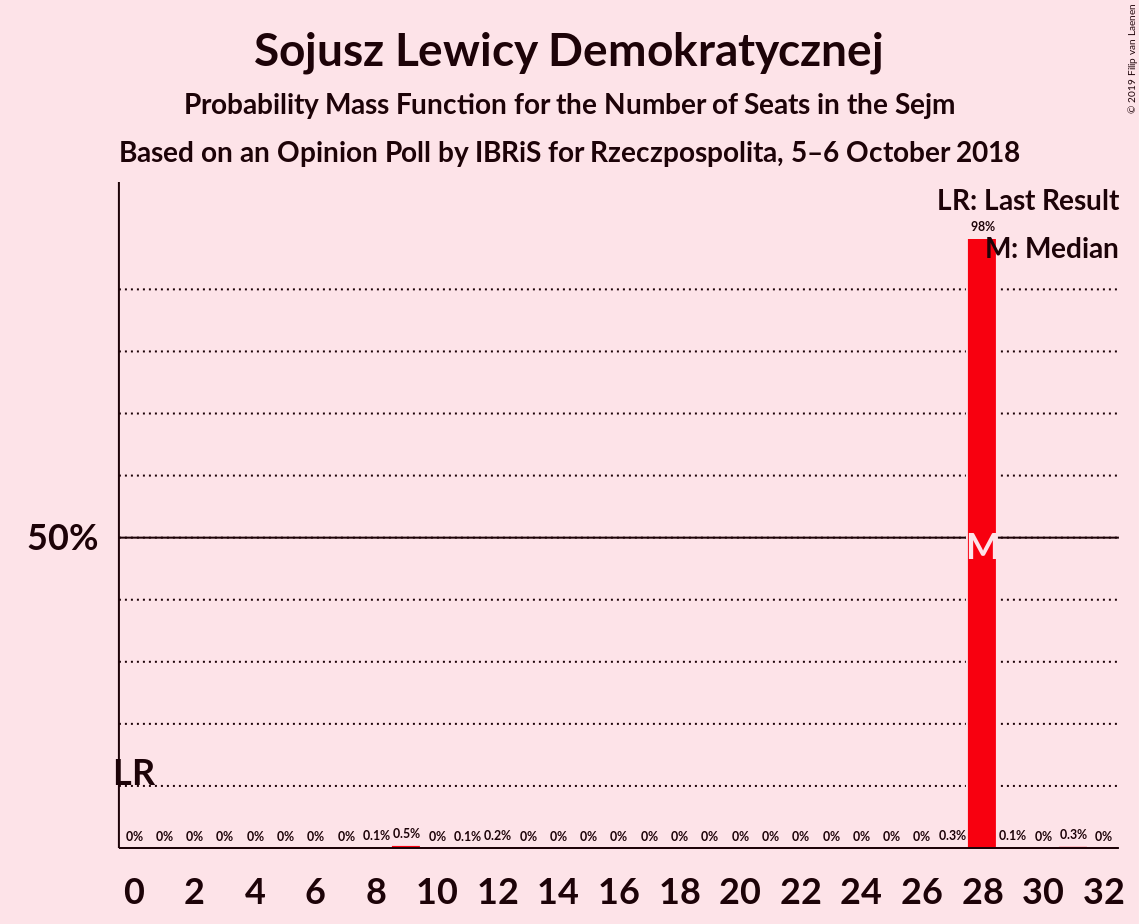 Sojusz Lewicy Demokratycznej
Probability Mass Function for the Number of Seats in the Sejm
Based on an Opinion Poll by IBRiS for Rzeczpospolita, 5–6 October 2018
© 2019 Filip van Laenen
LR: Last Result
98%
M: Median
50%
M
LR
0% 0% 0% 0% 0% 0% 0% 0% 0.1% 0.5% 0% 0.1% 0.2% 0% 0% 0% 0% 0% 0% 0% 0% 0% 0% 0% 0% 0% 0% 0.3% 0.1% 0% 0.3% 0%
0 2 4 6 8 10 12 14 16 18 20 22 24 26 28 30 32